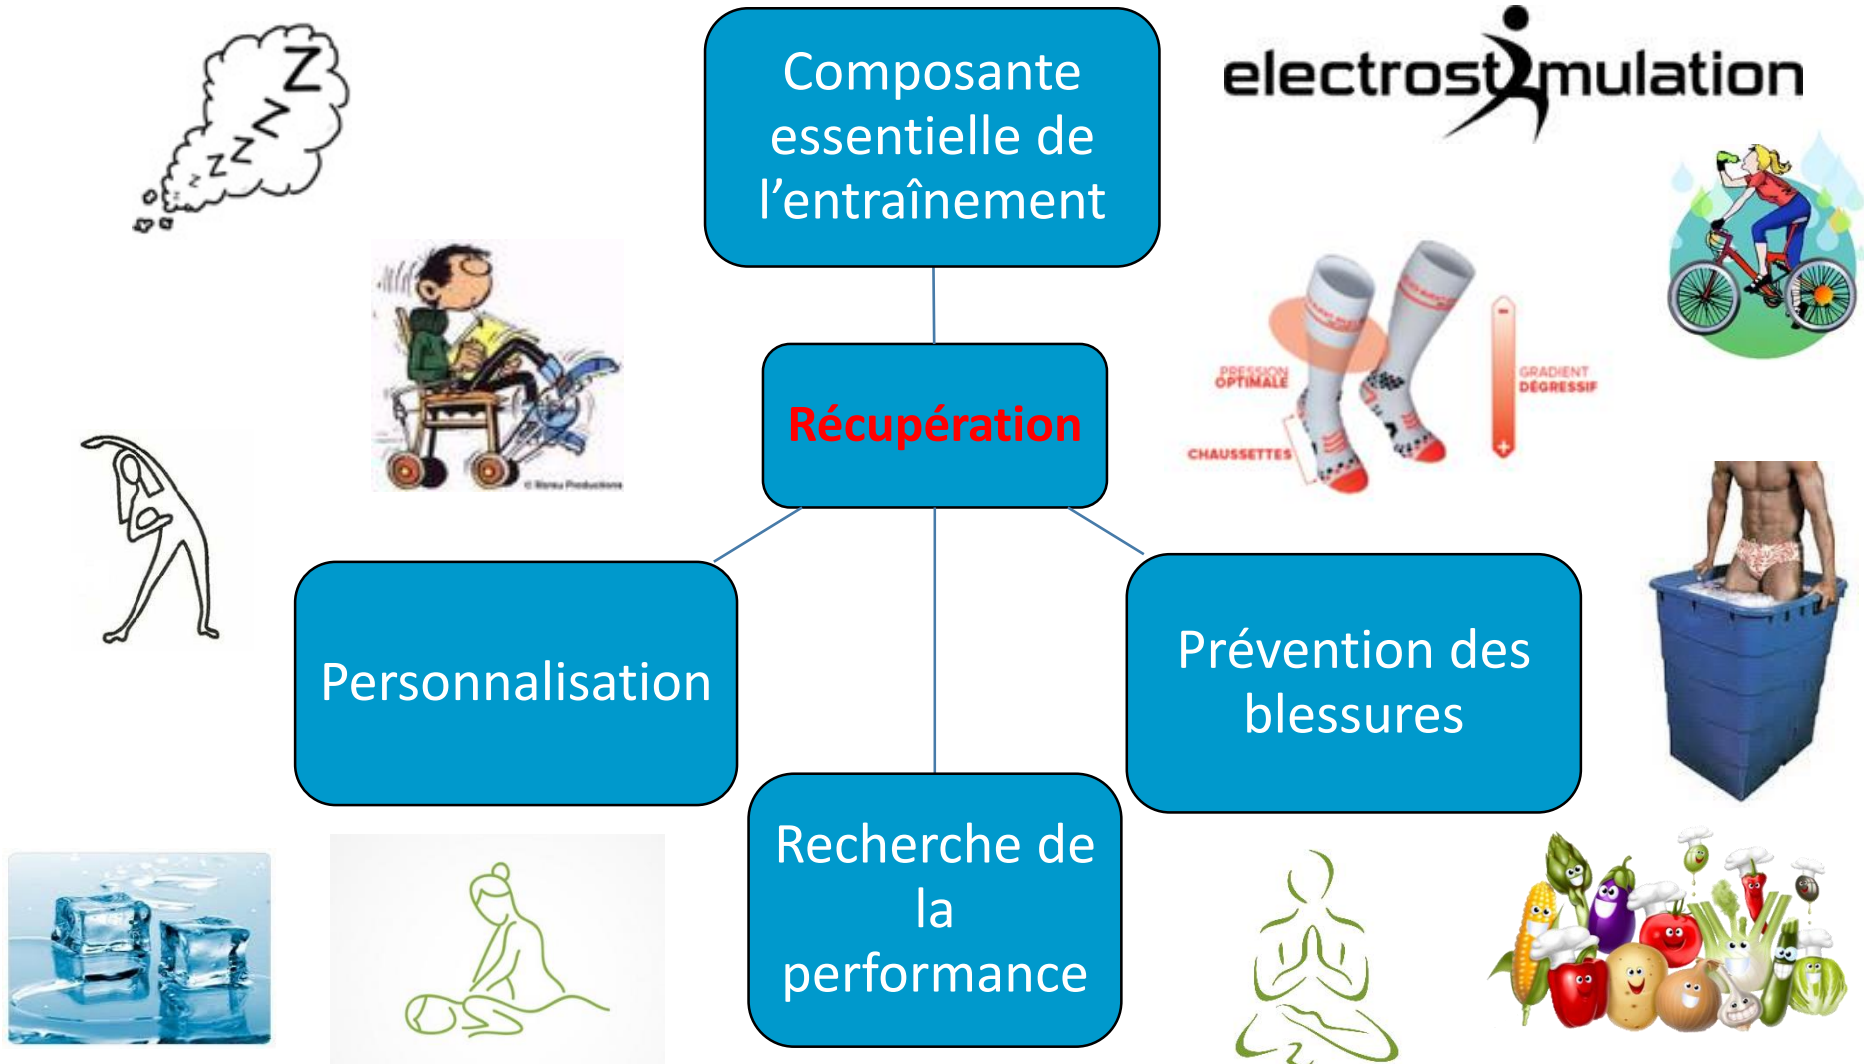 Z
Z
Z
Z
Z
z
Composante
essentielle de
l’entraînement
electrostimulation
Récupération
PRESSION
OPTIMALE
GRADIENT
DÉGRESSIF
-
+
CHAUSSETTES
Personnalisation
Prévention des
blessures
Recherche de
la
performance